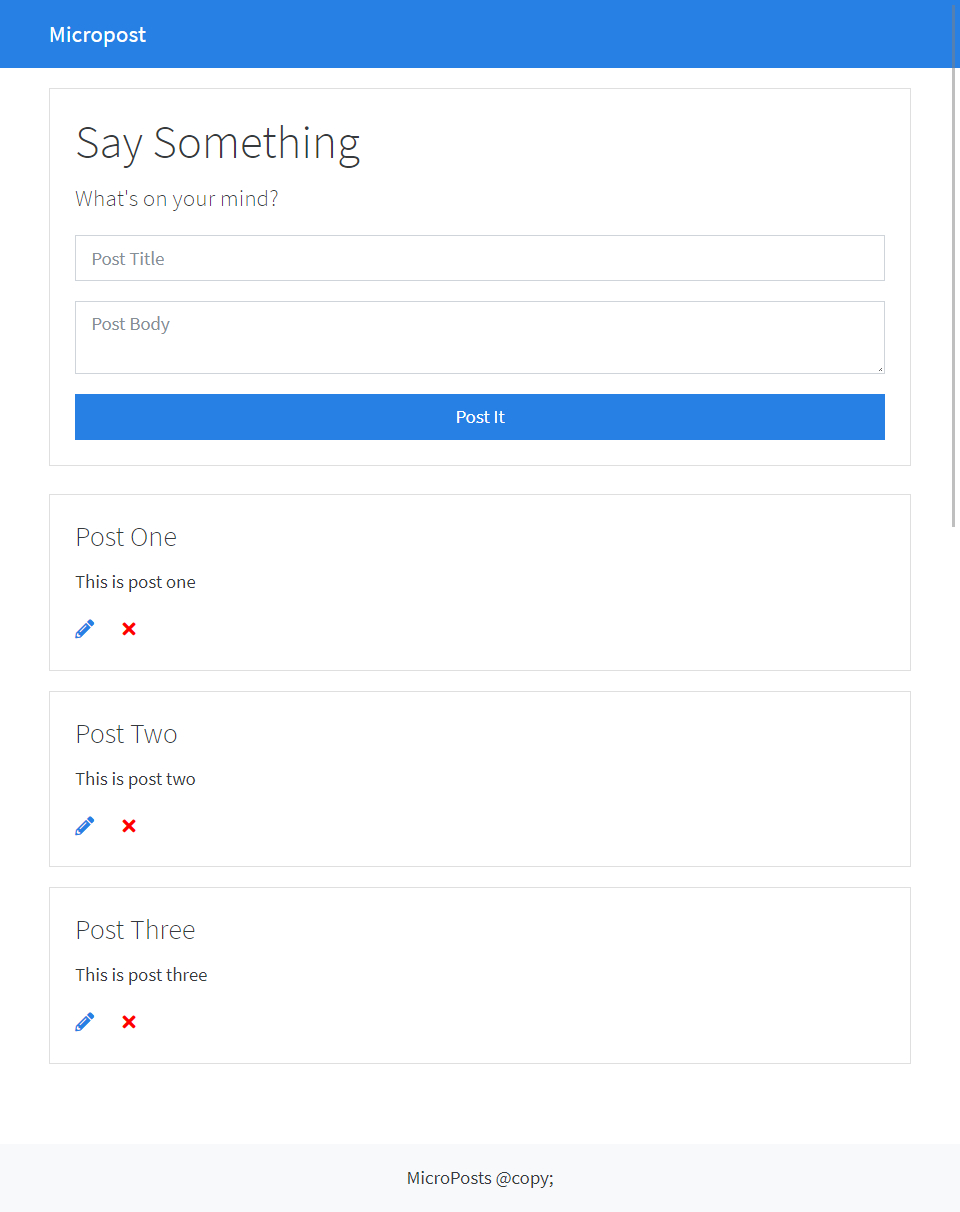 Micropost
Say Something
What's on your mind?
Post Title
Post Body
Post It
Post One
This is post one
Post Two
This is post two
Post Three
This is post three
MicroPosts @copy;